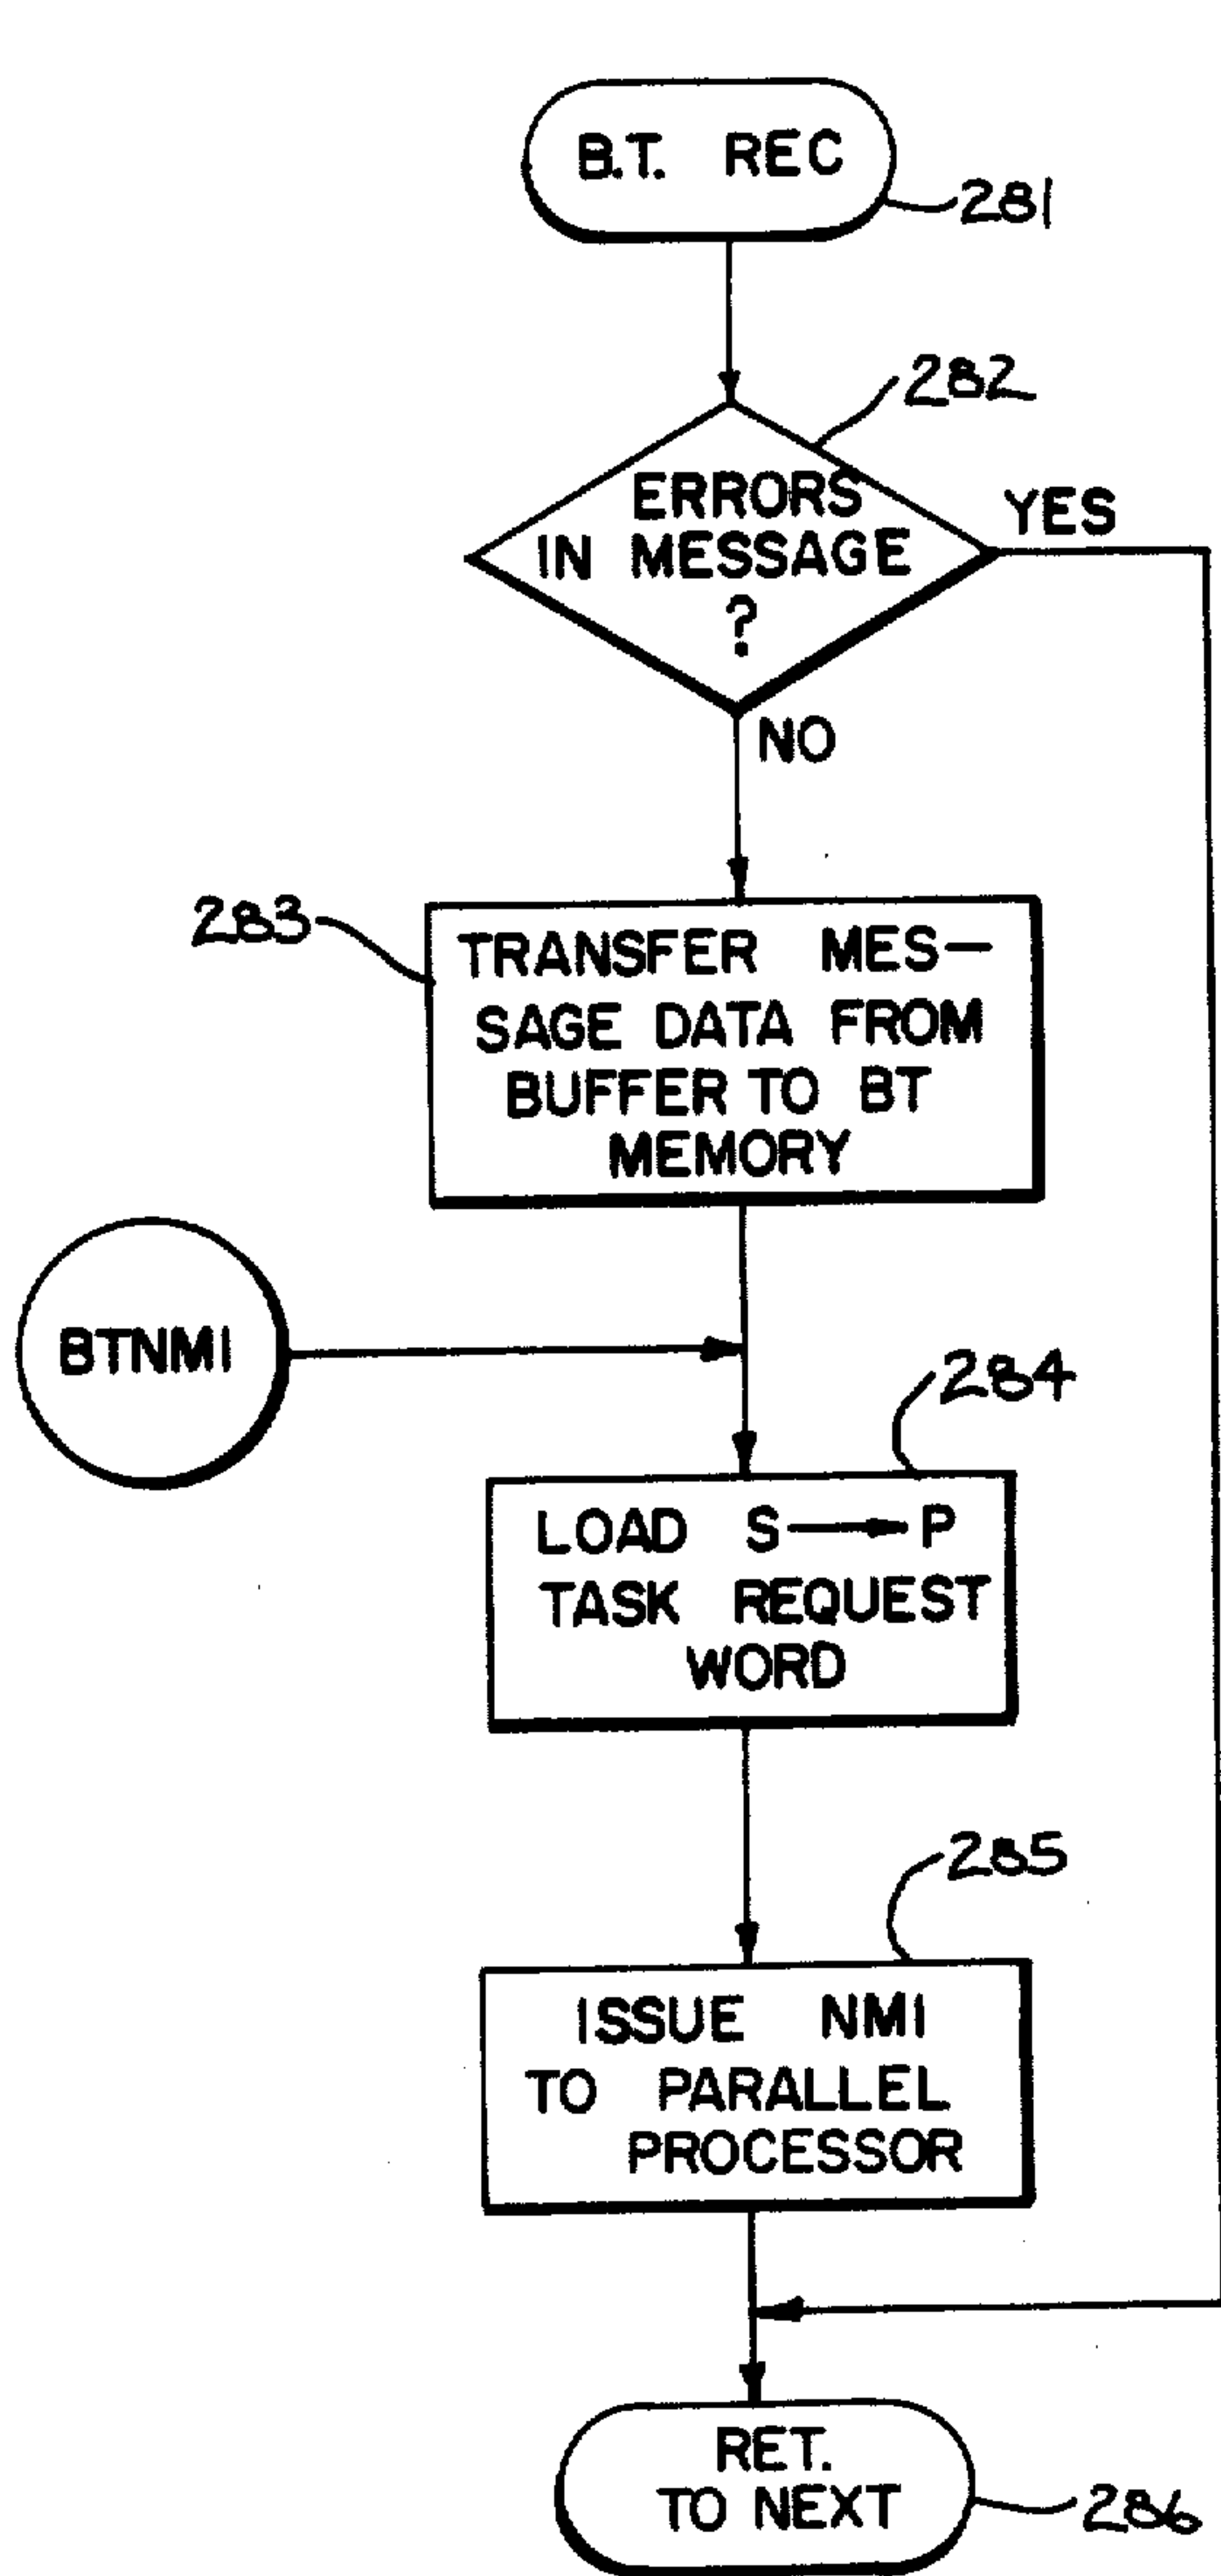 B.T. REC
281
282
ERRORS
IN MESSAGE
?
YES
NO
283
TRANSFER MES-
SAGE DATA FROM
BUFFER TO BT
MEMORY
BTNMI
284
LOAD S→P
TASK REQUEST
WORD
285
ISSUE NMI
TO PARALLEL
PROCESSOR
RET.
TO NEXT
286